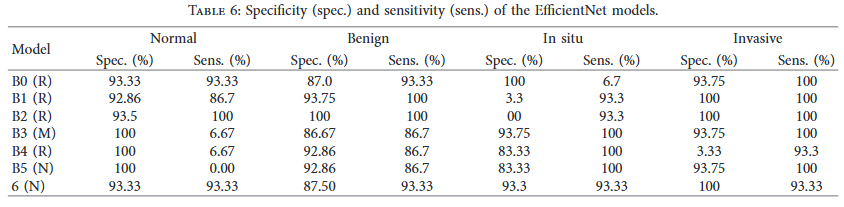 TABLE 6: Specificity (spec.) and sensitivity (sens.) of the EfficientNet models.
Model Normal Benign In situ Invasive
Spec. (%) Sens. (%) Spec. (%) Sens. (%) Spec. (%) Sens. (%) Spec. (%) Sens. (%)
B0 (R) 93.33 93.33 87.0 93.33 100 6.7 93.75 100
B1 (R) 92.86 86.7 93.75 100 3.3 93.3 100 100
B2 (R) 93.5 100 100 100 00 93.3 100 100
B3 (M) 100 6.67 86.67 86.7 93.75 100 93.75 100
B4 (R) 100 6.67 92.86 86.7 83.33 100 3.33 93.3
B5 (N) 100 0.00 92.86 86.7 83.33 100 93.75 100
6 (N) 93.33 93.33 87.50 93.33 93.3 93.33 100 93.33